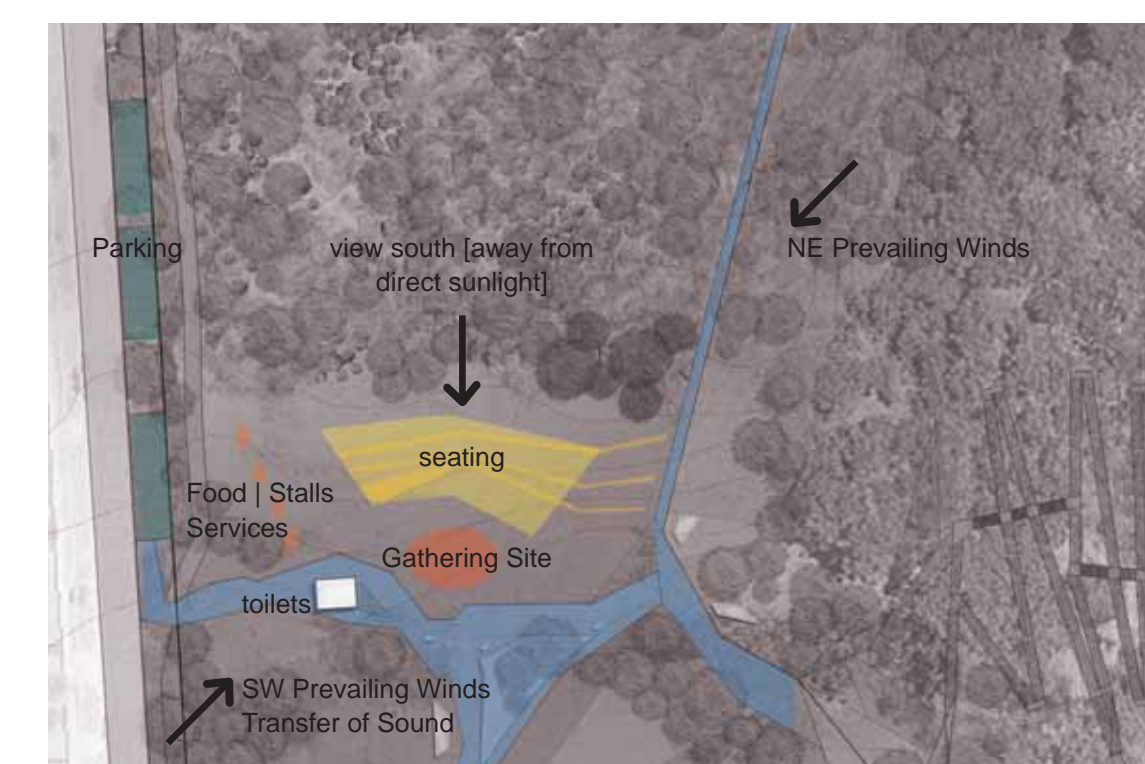 Parking
view south [away from
direct sunlight]
NE Prevailing Winds
seating
Food | Stalls
Services
Gathering Site
toilets
SW Prevailing Winds
Transfer of Sound